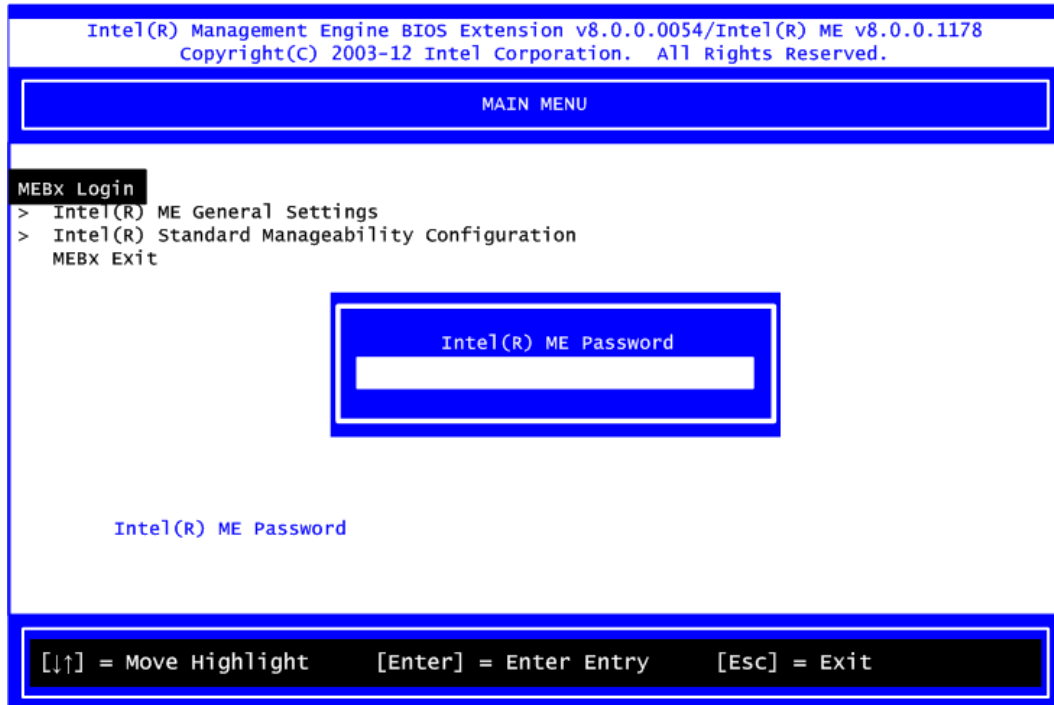 Intel(R) Management Engine BIOS Extension v8.0.0.0054/Intel(R) ME v8.0.0.1178
Copyright(C) 2003-12 Intel Corporation. All Rights Reserved.
MAIN MENU
MEBx Login
> Intel(R) ME General Settings
> Intel(R) Standard Manageability Configuration
MEBx Exit
Intel(R) ME Password
Intel(R) ME Password
[↓↑] = Move Highlight [Enter] = Enter Entry [Esc] = Exit